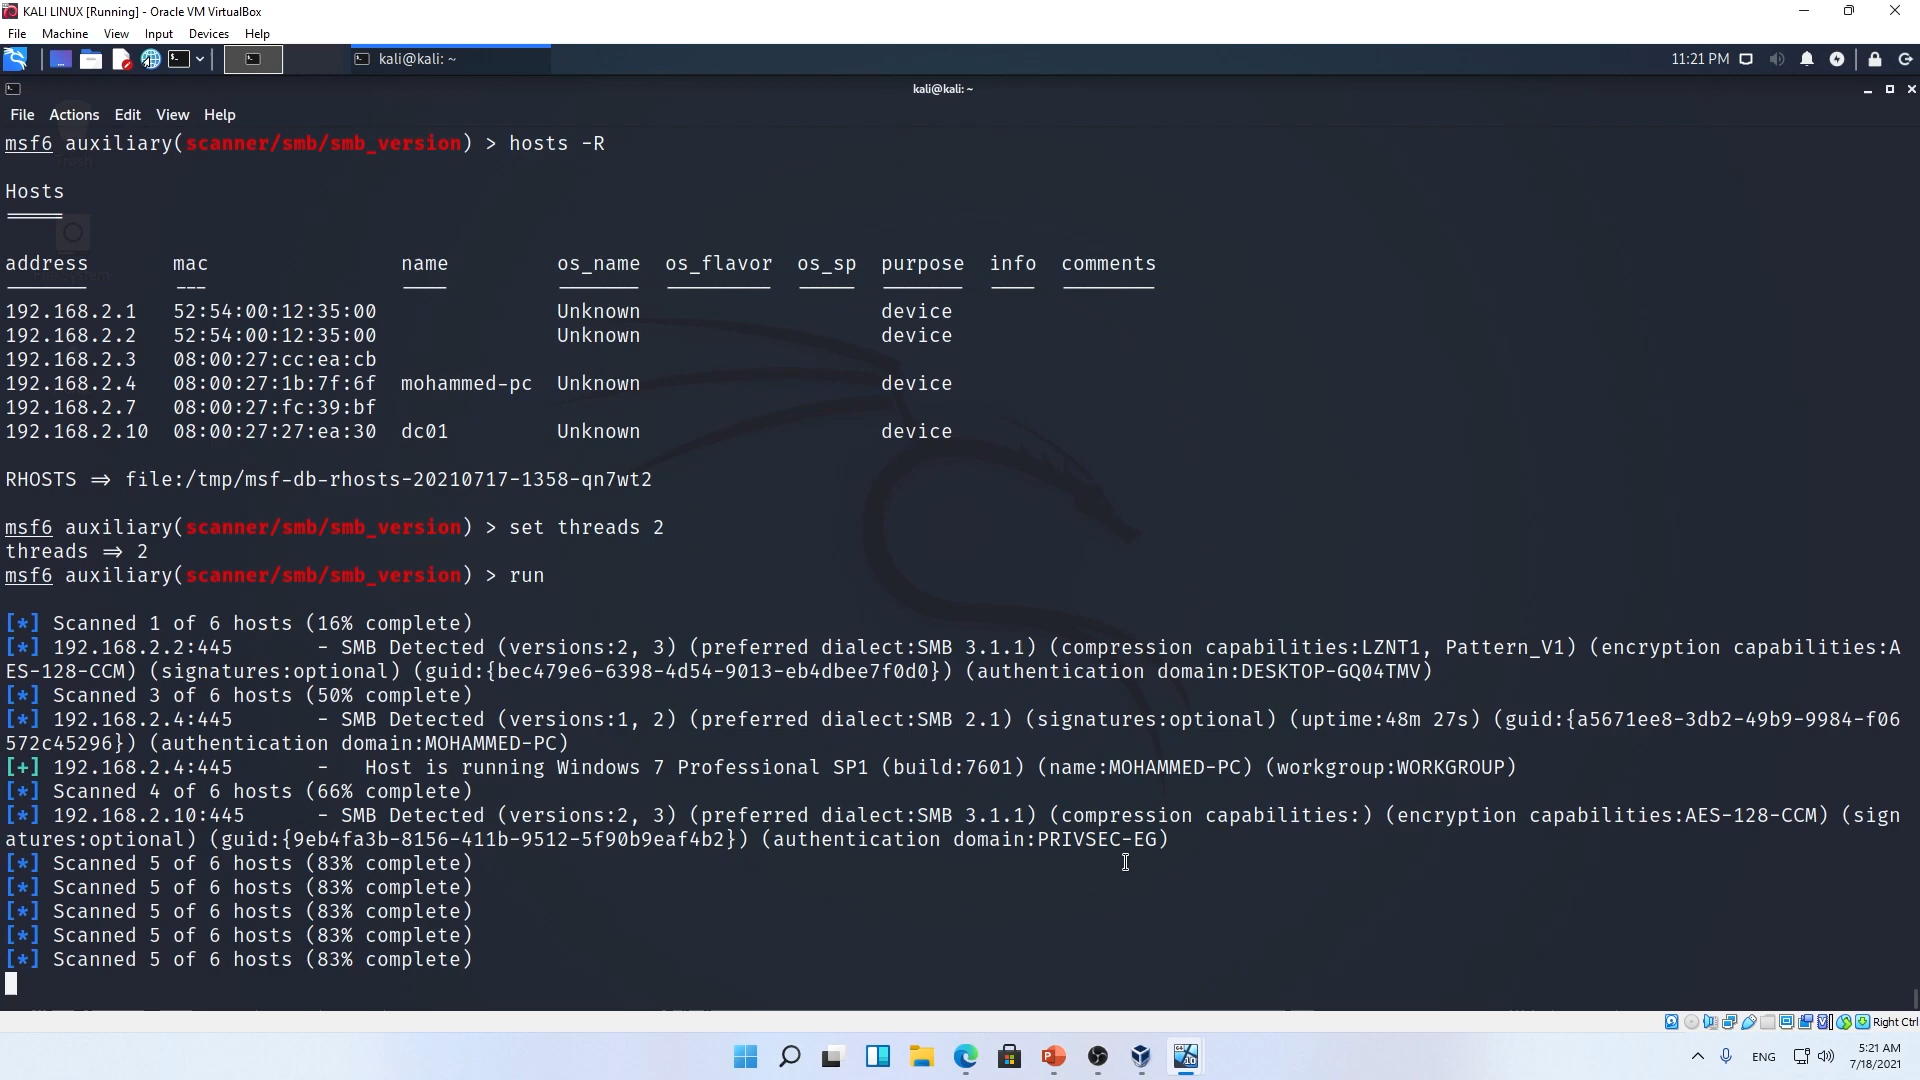 KALI LINUX [Running] - Oracle VM VirtualBox
File Machine View Input Devices Help
kali@kali: ~ 11:21 PM
kali@kali: ~
File Actions Edit View Help
msf6 auxiliary(scanner/smb/smb_version) > hosts -R
Hosts
=====
address mac name os_name os_flavor os_sp purpose info comments
------- --- ---- ------- --------- ----- ------- ---- --------
192.168.2.1 52:54:00:12:35:00 Unknown device
192.168.2.2 52:54:00:12:35:00 Unknown device
192.168.2.3 08:00:27:cc:ea:cb
192.168.2.4 08:00:27:1b:7f:6f mohammed-pc Unknown device
192.168.2.7 08:00:27:fc:39:bf
192.168.2.10 08:00:27:27:ea:30 dc01 Unknown device
RHOSTS => file:/tmp/msf-db-rhosts-20210717-1358-qn7wt2
msf6 auxiliary(scanner/smb/smb_version) > set threads 2
threads => 2
msf6 auxiliary(scanner/smb/smb_version) > run
[*] Scanned 1 of 6 hosts (16% complete)
[*] 192.168.2.2:445 - SMB Detected (versions:2, 3) (preferred dialect:SMB 3.1.1) (compression capabilities:LZNT1, Pattern_V1) (encryption capabilities:A
ES-128-CCM) (signatures:optional) (guid:{bec479e6-6398-4d54-9013-eb4dbee7f0d0}) (authentication domain:DESKTOP-GQ04TMV)
[*] Scanned 3 of 6 hosts (50% complete)
[*] 192.168.2.4:445 - SMB Detected (versions:1, 2) (preferred dialect:SMB 2.1) (signatures:optional) (uptime:48m 27s) (guid:{a5671ee8-3db2-49b9-9984-f06
572c45296}) (authentication domain:MOHAMMED-PC)
[+] 192.168.2.4:445 - Host is running Windows 7 Professional SP1 (build:7601) (name:MOHAMMED-PC) (workgroup:WORKGROUP)
[*] Scanned 4 of 6 hosts (66% complete)
[*] 192.168.2.10:445 - SMB Detected (versions:2, 3) (preferred dialect:SMB 3.1.1) (compression capabilities:) (encryption capabilities:AES-128-CCM) (sign
atures:optional) (guid:{9eb4fa3b-8156-411b-9512-5f90b9eaf4b2}) (authentication domain:PRIVSEC-EG)
[*] Scanned 5 of 6 hosts (83% complete)
[*] Scanned 5 of 6 hosts (83% complete)
[*] Scanned 5 of 6 hosts (83% complete)
[*] Scanned 5 of 6 hosts (83% complete)
[*] Scanned 5 of 6 hosts (83% complete)
Right Ctrl
ENG 5:21 AM
7/18/2021